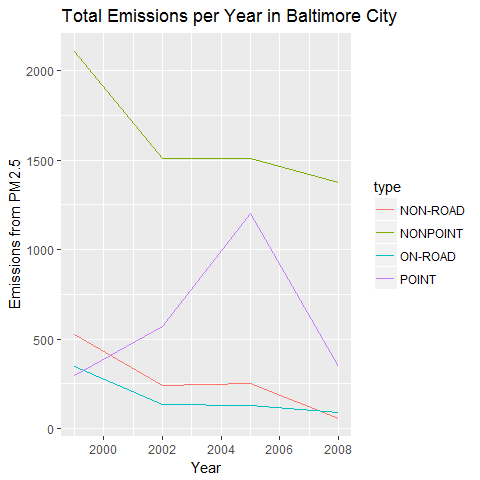 Total Emissions per Year in Baltimore City
Emissions from PM2.5
2000
1500
1000
500
0
2000 2002 2004 2006 2008
Year
type
NON-ROAD
NONPOINT
ON-ROAD
POINT